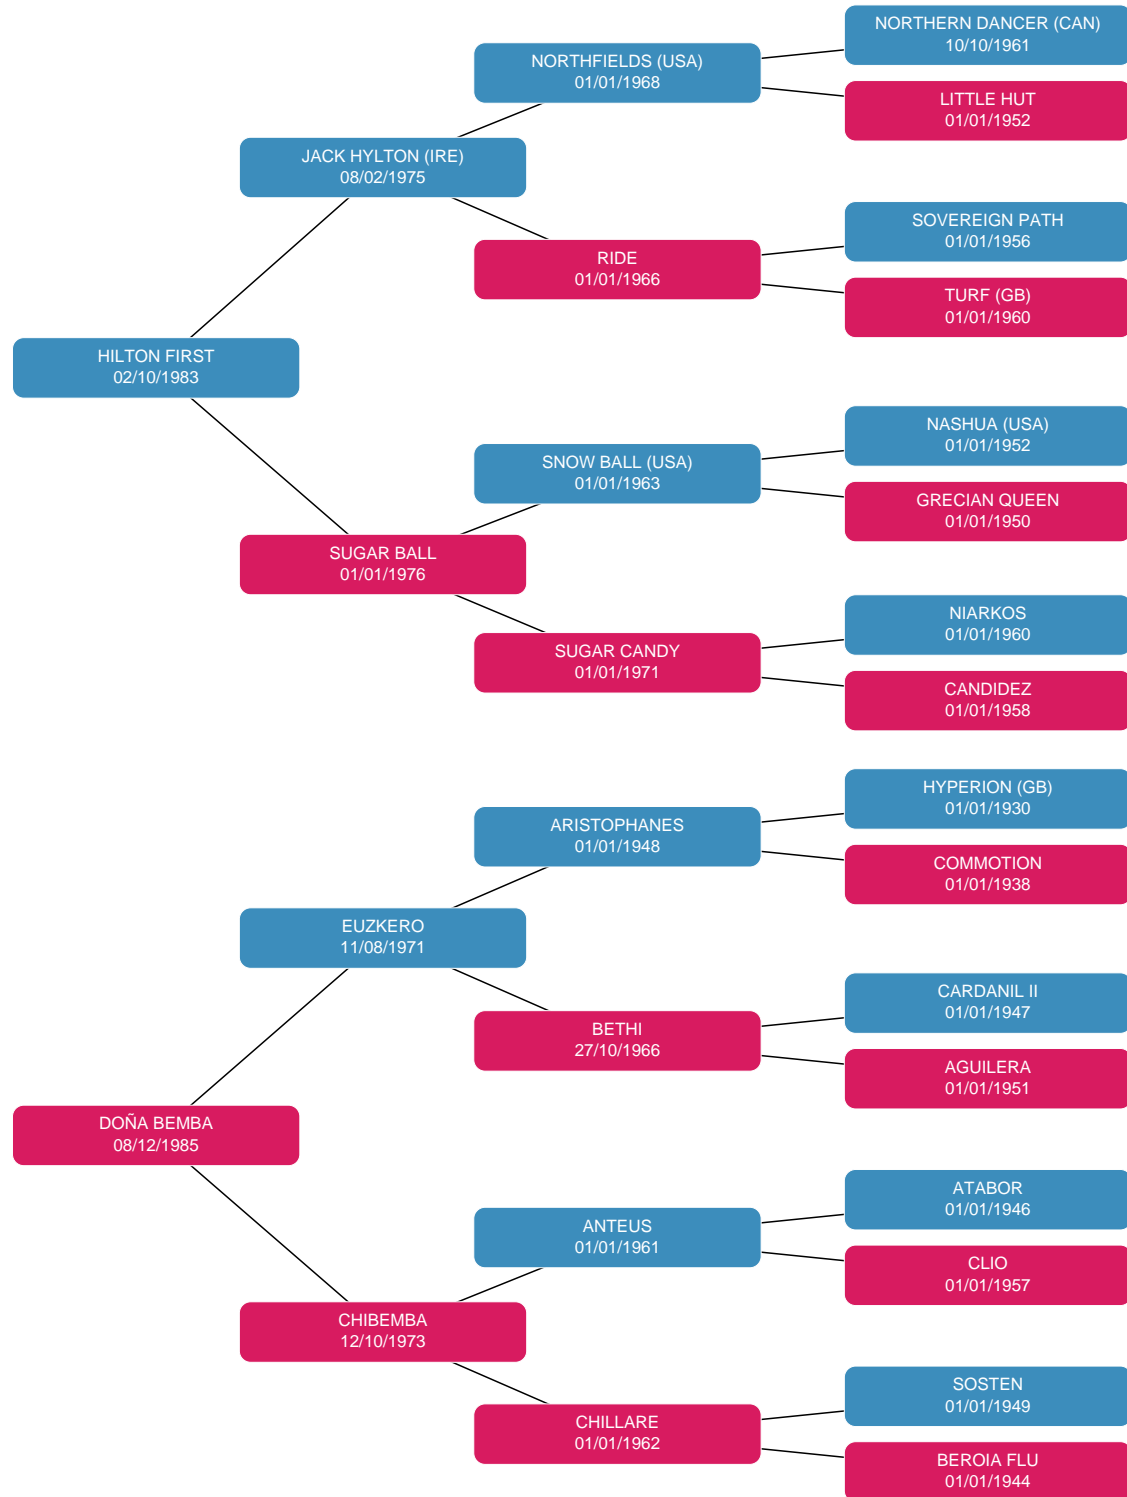 NORTHERN DANCER (CAN)
10/10/1961
NORTHFIELDS (USA)
01/01/1968
LITTLE HUT
01/01/1952
JACK HYLTON (IRE)
08/02/1975
SOVEREIGN PATH
01/01/1956
RIDE
01/01/1966
TURF (GB)
01/01/1960
HILTON FIRST
02/10/1983
NASHUA (USA)
01/01/1952
SNOW BALL (USA)
01/01/1963
GRECIAN QUEEN
01/01/1950
SUGAR BALL
01/01/1976
NIARKOS
01/01/1960
SUGAR CANDY
01/01/1971
CANDIDEZ
01/01/1958
HYPERION (GB)
01/01/1930
ARISTOPHANES
01/01/1948
COMMOTION
01/01/1938
EUZKERO
11/08/1971
CARDANIL II
01/01/1947
BETHI
27/10/1966
AGUILERA
01/01/1951
DOÑA BEMBA
08/12/1985
ATABOR
01/01/1946
ANTEUS
01/01/1961
CLIO
01/01/1957
CHIBEMBA
12/10/1973
SOSTEN
01/01/1949
CHILLARE
01/01/1962
BEROIA FLU
01/01/1944